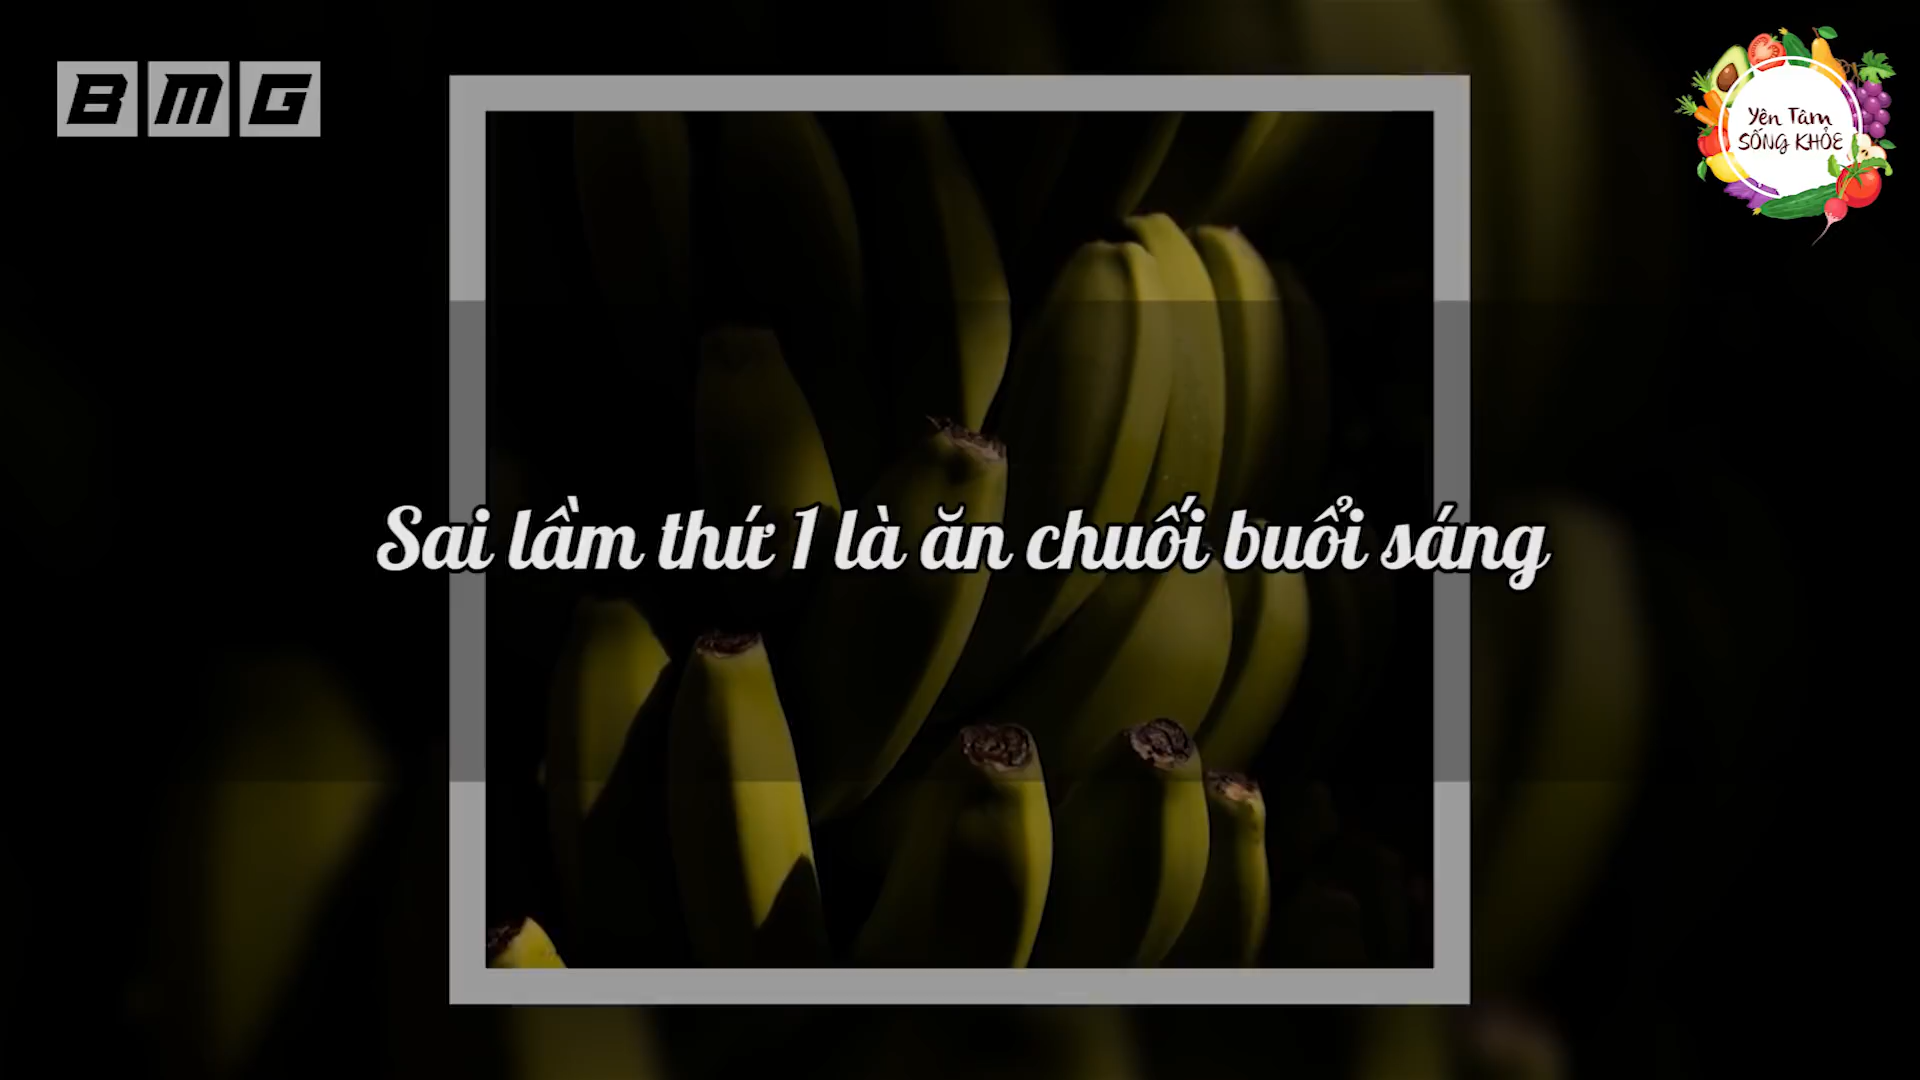 BMG
Yên Tâm
SỐNG KHỎE
Sai lầm thứ 1 là ăn chuối buổi sáng